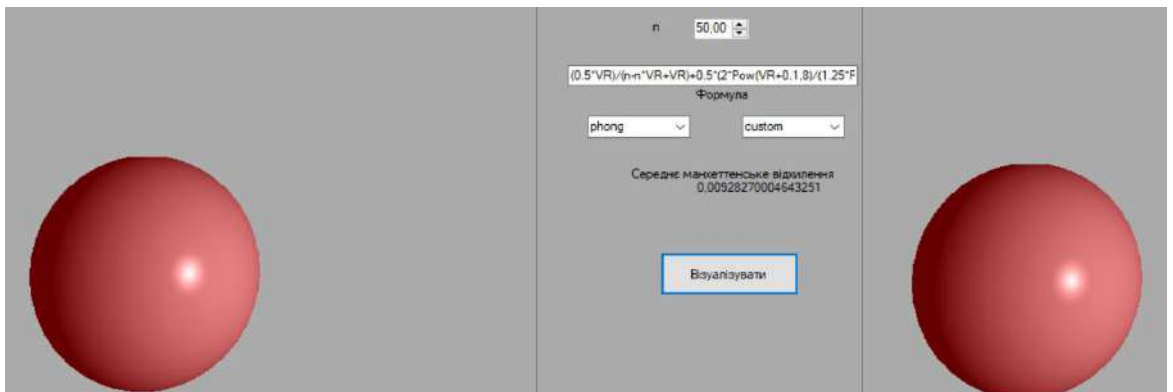 n 50,00
(0.5*VR)/(n-n*VR+VR)+0.5*(2*Pow(VR+0.1,8)/(1.25*F
Формула
phong custom
Середнє манхеттенське відхилення
0,00928270004643251
Візуалізувати